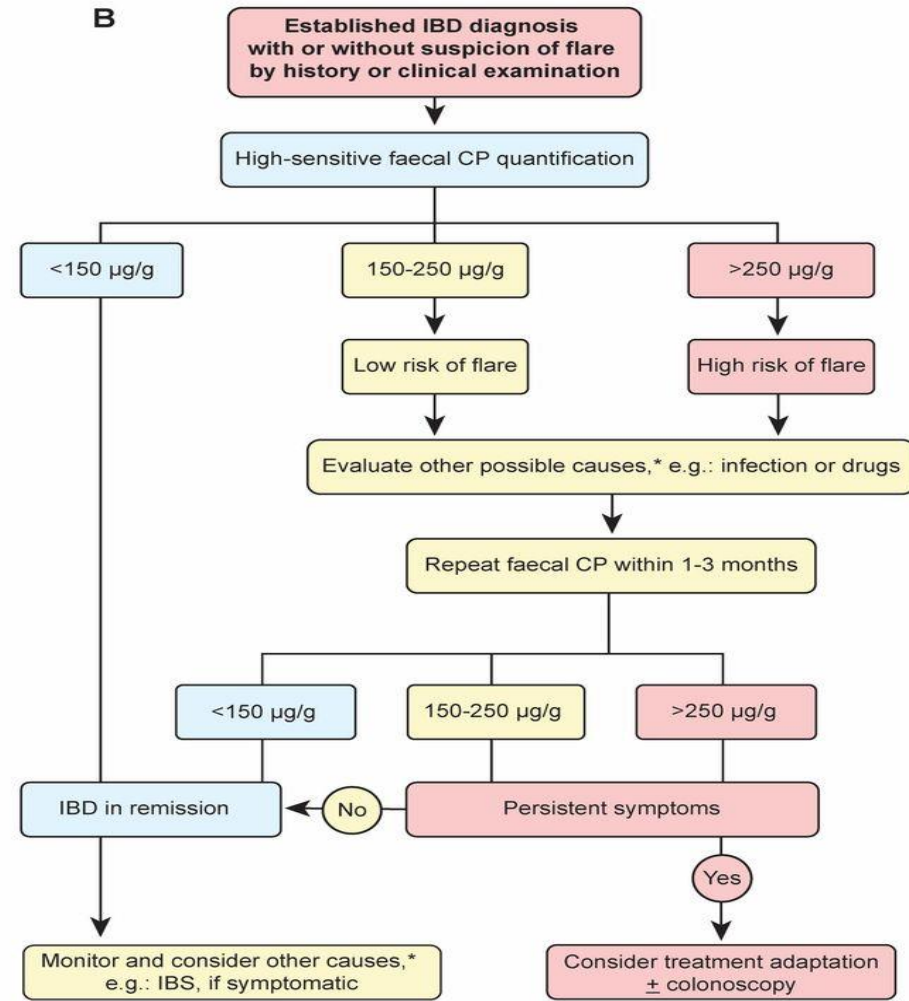 B
Established IBD diagnosis
with or without suspicion of flare
by history or clinical examination
High-sensitive faecal CP quantification
<150 µg/g
150-250 µg/g
>250 µg/g
Low risk of flare
High risk of flare
Evaluate other possible causes,* e.g.: infection or drugs
Repeat faecal CP within 1-3 months
<150 µg/g
150-250 µg/g
>250 µg/g
IBD in remission
No
Persistent symptoms
Yes
Monitor and consider other causes,*
e.g.: IBS, if symptomatic
Consider treatment adaptation
± colonoscopy